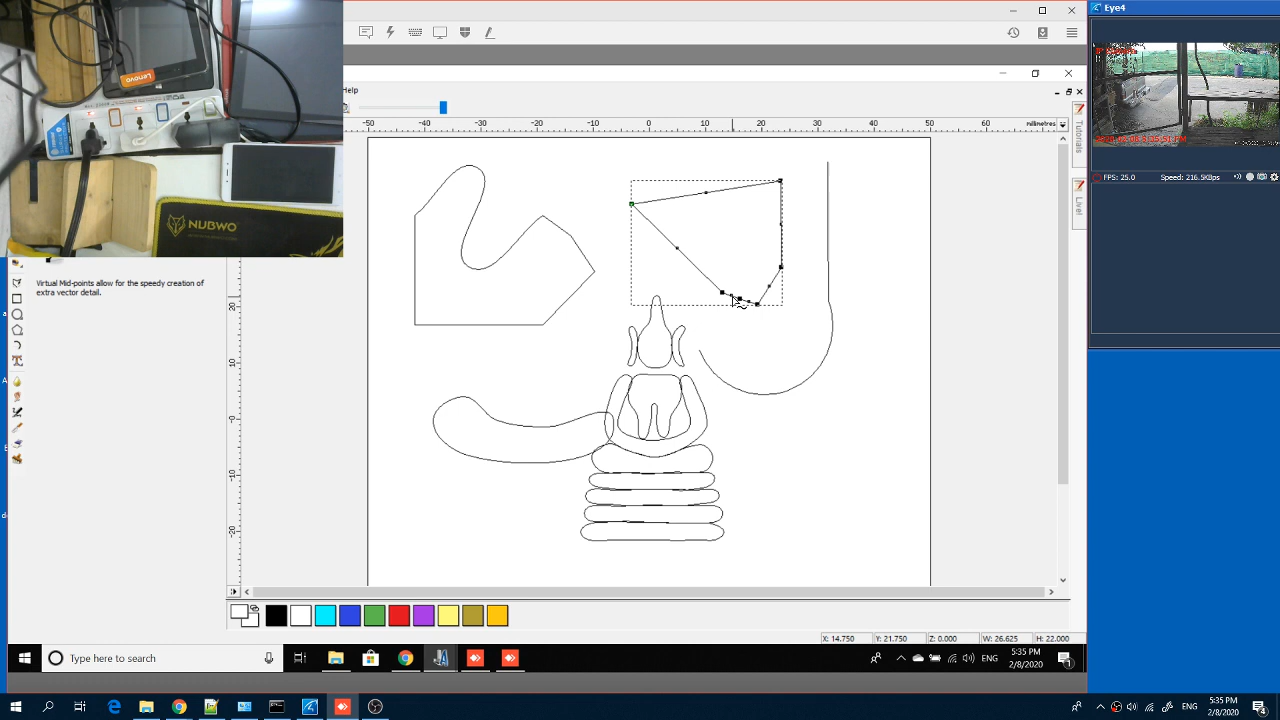 Eye4
Lenovo
NUBWO
Help
-50 -40 -30 -20 -10 0 10 20 30 40 50 60 millimetres
Tutorials
Live!
FPS: 25.0 Speed: 216.5KBps
Virtual Mid-points allow for the speedy creation of
extra vector detail.
20
10
-0
-10
-20
X: 14.750 Y: 21.750 Z: 0.000 W: 26.625 H: 22.000
Type here to search
ENG
5:35 PM
2/8/2020
1
ENG
5:35 PM
2/8/2020
4